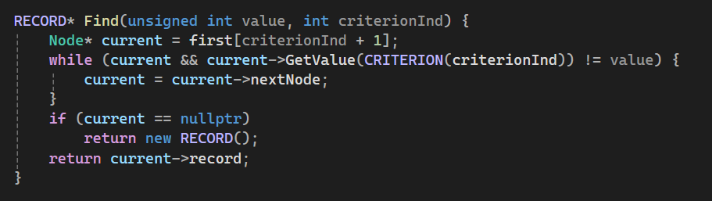 RECORD* Find(unsigned int value, int criterionInd) {
    Node* current = first[criterionInd + 1];
    while (current && current->GetValue(CRITERION(criterionInd)) != value) {
        current = current->nextNode;
    }
    if (current == nullptr)
        return new RECORD();
    return current->record;
}